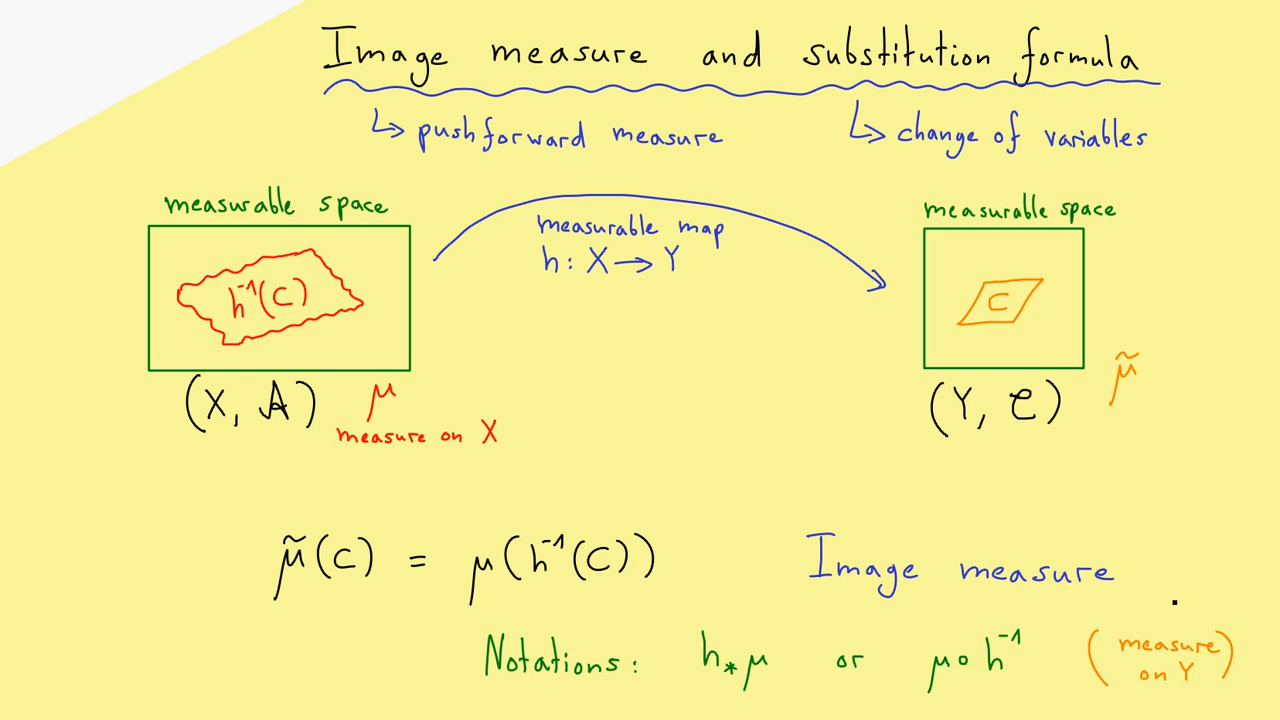 Image measure and substitution formula
↳ pushforward measure ↳ change of variables
measurable space
measurable map
measurable space
h: X → Y
h⁻¹(C)
C
μ̃
(X, 𝒜) μ
(Y, 𝒞)
measure on X
μ̃(C) = μ(h⁻¹(C)) Image measure
Notations: h_*μ or μ∘h⁻¹ (measure on Y)